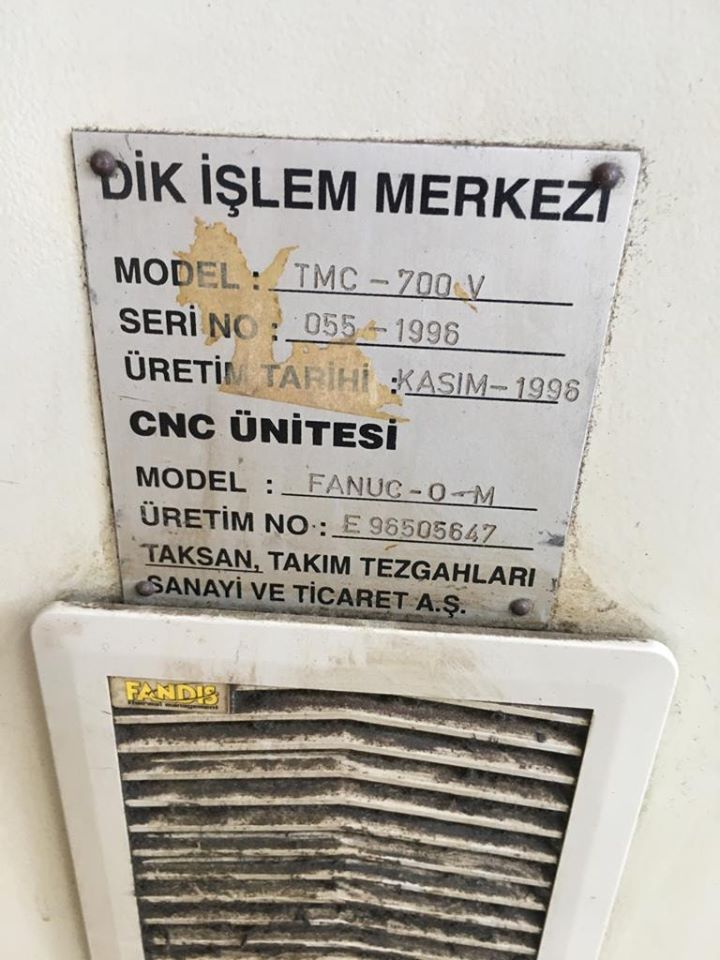 DİK İŞLEM MERKEZİ
MODEL : TMC-700 V
SERİ NO : 055-1996
ÜRETİM TARİHİ : KASIM-1996
CNC ÜNİTESİ
MODEL : FANUC-0-M
ÜRETİM NO : E 96505647
TAKSAN, TAKIM TEZGAHLARI
SANAYİ VE TİCARET A.Ş.
FANDIS